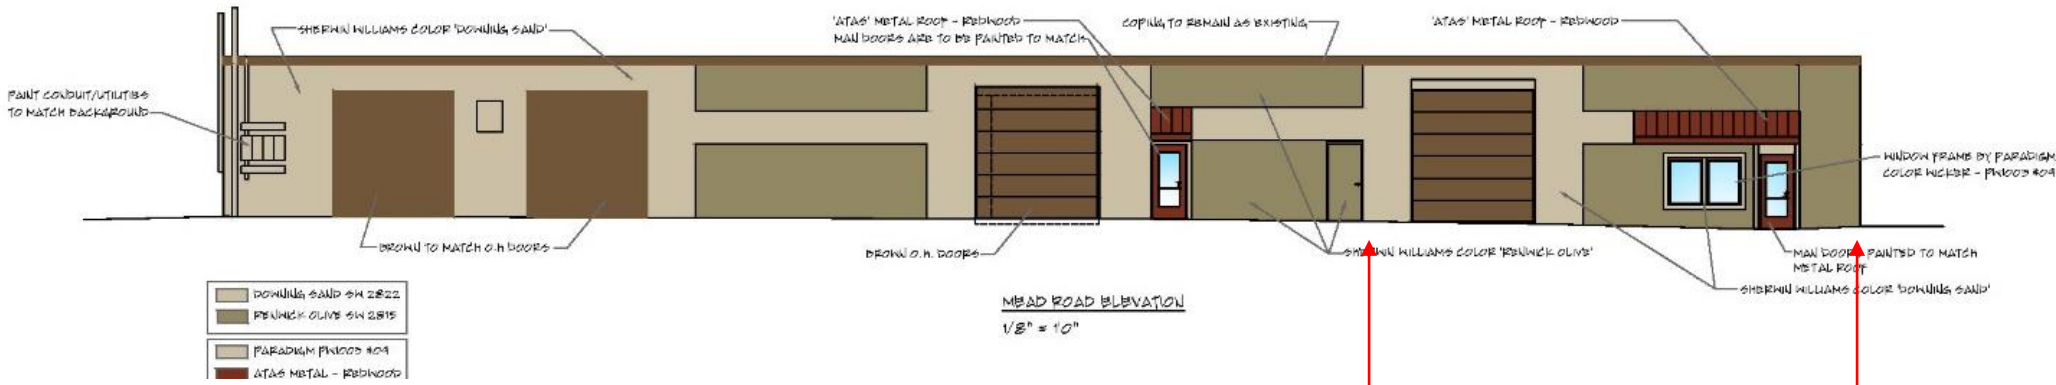 SHERWIN WILLIAMS COLOR 'DOWNING SAND'
'ATAS' METAL ROOF - REDWOOD
MAN DOORS ARE TO BE PAINTED TO MATCH
COPING TO REMAIN AS EXISTING
'ATAS' METAL ROOF - REDWOOD
PAINT CONDUIT/UTILITIES
TO MATCH BACKGROUND
WINDOW FRAME BY PARADIGM
COLOR WICKER - PW1003 #09
BROWN TO MATCH O.H DOORS
BROWN O.H. DOORS
SHERWIN WILLIAMS COLOR 'RENWICK OLIVE'
MAN DOOR PAINTED TO MATCH
METAL ROOF
SHERWIN WILLIAMS COLOR 'DOWNING SAND'
DOWNING SAND SW 2822
RENWICK OLIVE SW 2815
PARADIGM PW1003 #09
ATAS METAL - REDWOOD
MEAD ROAD ELEVATION
1/8" = 1'0"